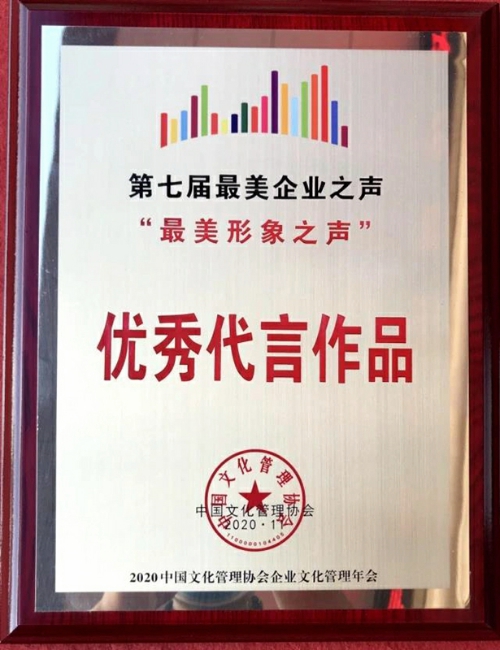 第七届最美企业之声
“最美形象之声”
优秀代言作品
中国文化管理协会
中国文化管理协会
2020·1
1100000104405
2020中国文化管理协会企业文化管理年会